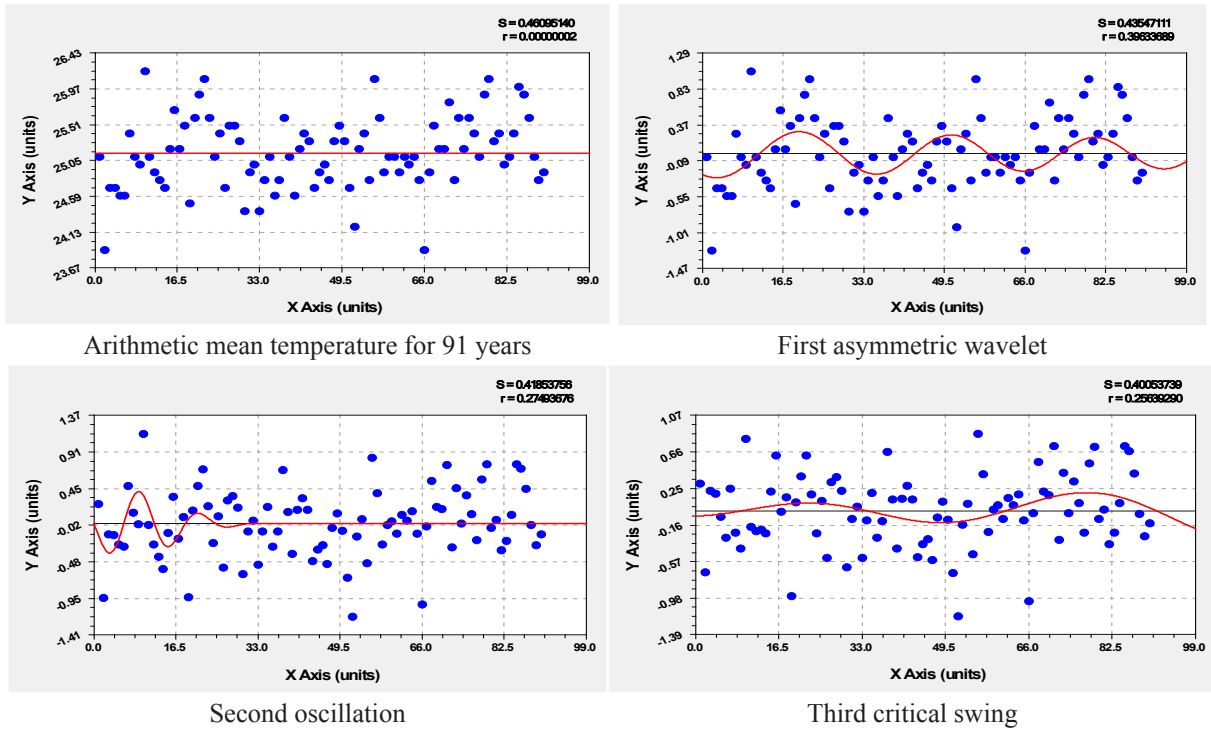 S = 0.46095140
r = 0.00000002
Y Axis (units)
26.43
25.97
25.51
25.05
24.59
24.13
23.67
0.0 16.5 33.0 49.5 66.0 82.5 99.0
X Axis (units)
Arithmetic mean temperature for 91 years
S = 0.43547111
r = 0.39633689
Y Axis (units)
1.29
0.83
0.37
-0.09
-0.55
-1.01
-1.47
0.0 16.5 33.0 49.5 66.0 82.5 99.0
X Axis (units)
First asymmetric wavelet
S = 0.41853756
r = 0.27493676
Y Axis (units)
1.37
0.91
0.45
-0.02
-0.48
-0.95
-1.41
0.0 16.5 33.0 49.5 66.0 82.5 99.0
X Axis (units)
Second oscillation
S = 0.40053739
r = 0.25639290
Y Axis (units)
1.07
0.66
0.25
-0.16
-0.57
-0.98
-1.39
0.0 16.5 33.0 49.5 66.0 82.5 99.0
X Axis (units)
Third critical swing